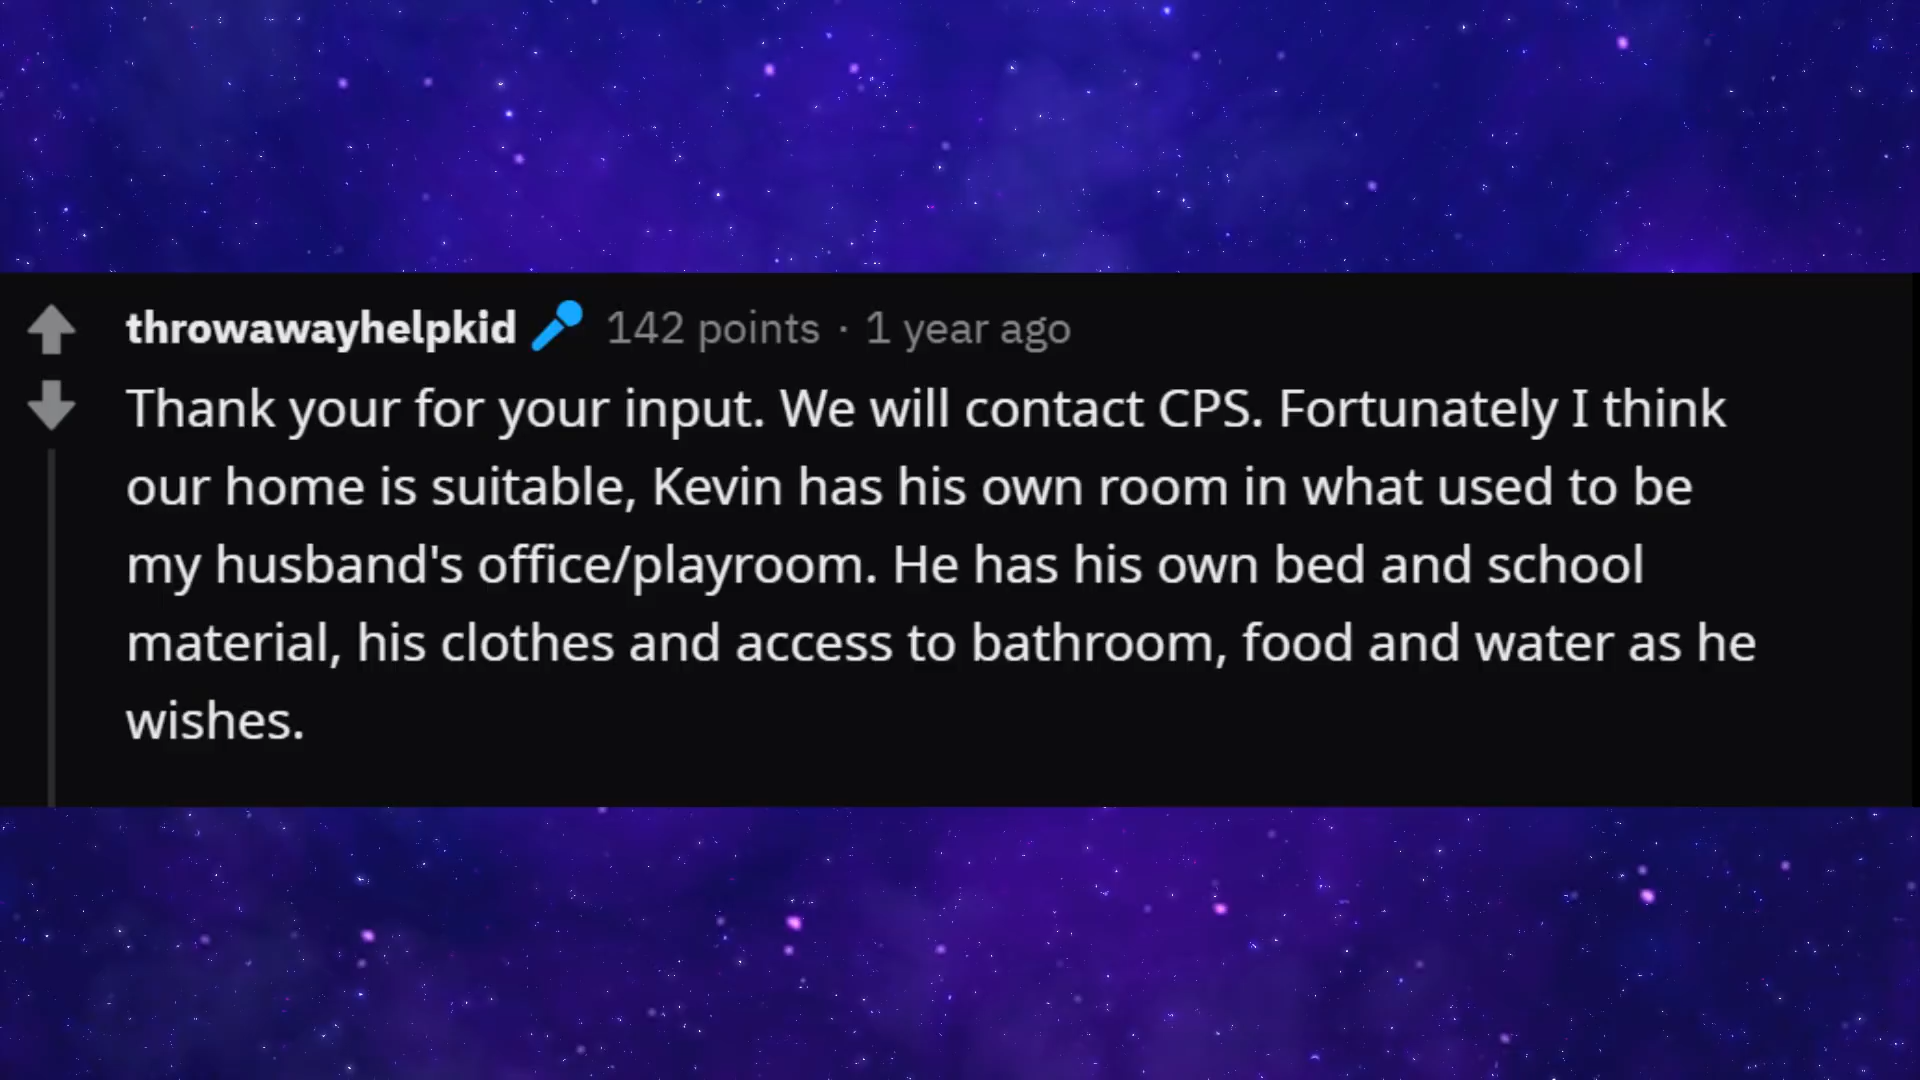 throwawayhelpkid 142 points · 1 year ago
Thank your for your input. We will contact CPS. Fortunately I think
our home is suitable, Kevin has his own room in what used to be
my husband's office/playroom. He has his own bed and school
material, his clothes and access to bathroom, food and water as he
wishes.